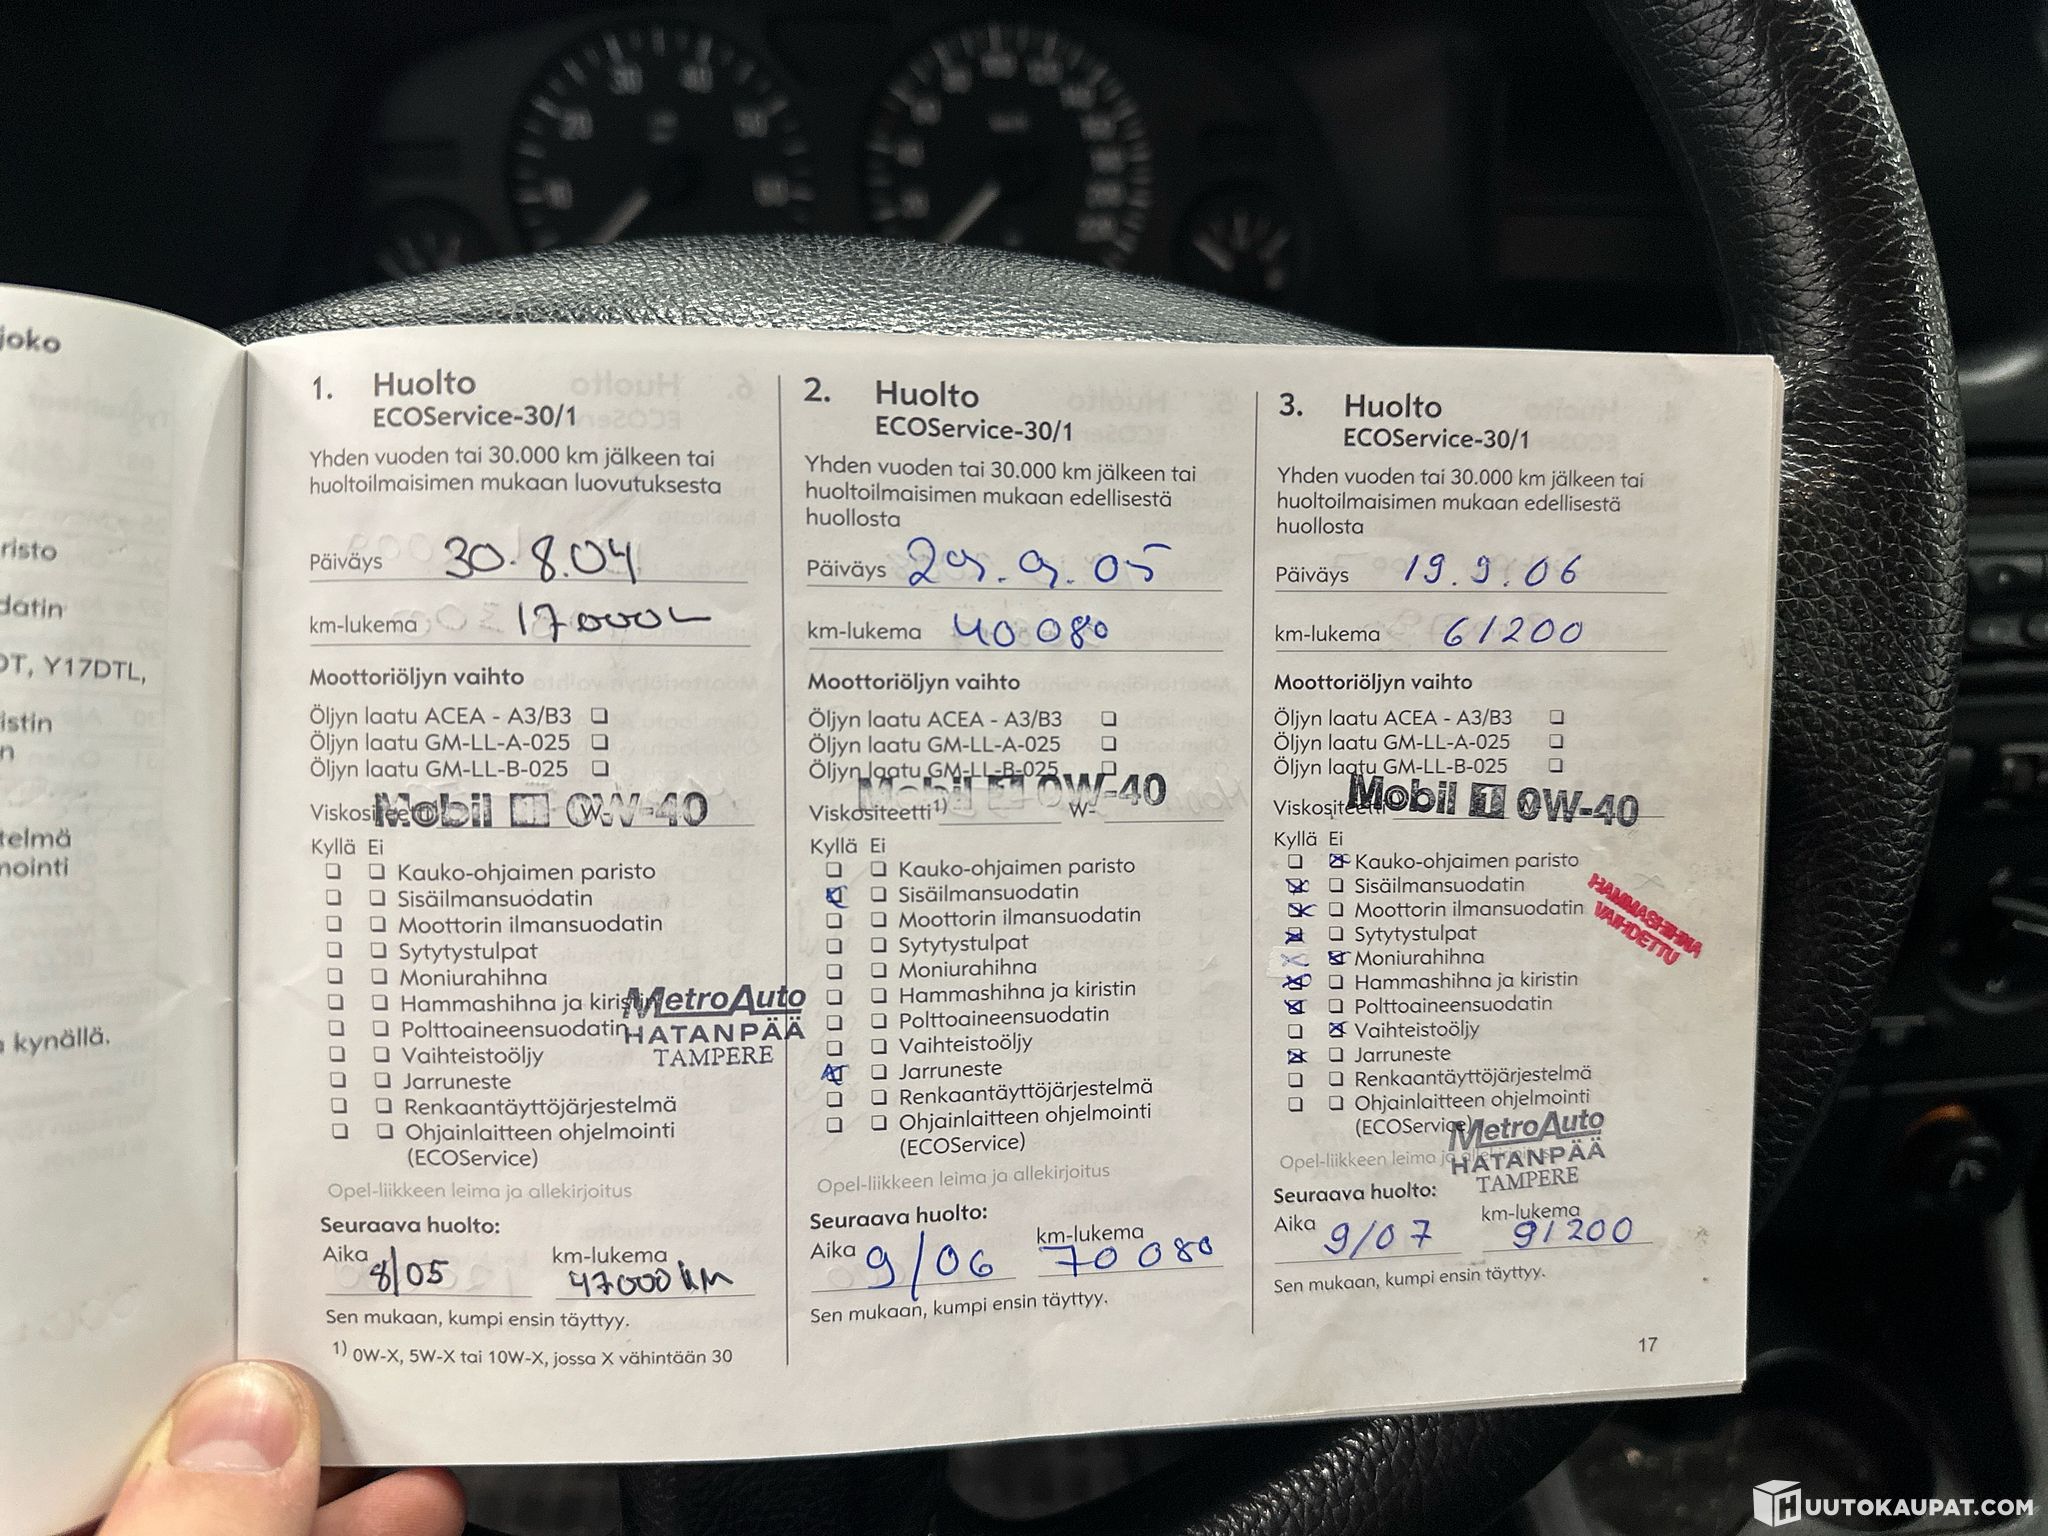 joko
risto
datin
DT, Y17DTL,
istin
n
telmä
mointi
kynällä.
1. Huolto
ECOService-30/1
Yhden vuoden tai 30.000 km jälkeen tai
huoltoilmaisimen mukaan luovutuksesta
Päiväys 30.8.04
km-lukema 17000
Moottoriöljyn vaihto
Öljyn laatu ACEA - A3/B3
Öljyn laatu GM-LL-A-025
Öljyn laatu GM-LL-B-025
Viskositeetti Mobil 1 0W-40
Kyllä Ei
Kauko-ohjaimen paristo
Sisäilmansuodatin
Moottorin ilmansuodatin
Sytytystulpat
Moniurahihna
Hammashihna ja kiristin
Polttoaineensuodatin
Vaihteistoöljy
Jarruneste
Renkaantäyttöjärjestelmä
Ohjainlaitteen ohjelmointi
(ECOService)
MetroAuto
HATANPÄÄ
TAMPERE
Opel-liikkeen leima ja allekirjoitus
Seuraava huolto:
Aika 8/05 km-lukema 47000 km
Sen mukaan, kumpi ensin täyttyy.
1) 0W-X, 5W-X tai 10W-X, jossa X vähintään 30
2. Huolto
ECOService-30/1
Yhden vuoden tai 30.000 km jälkeen tai
huoltoilmaisimen mukaan edellisestä
huollosta
Päiväys 29.9.05
km-lukema 40 080
Moottoriöljyn vaihto
Öljyn laatu ACEA - A3/B3
Öljyn laatu GM-LL-A-025
Öljyn laatu GM-LL-B-025
Mobil 1 0W-40
Viskositeetti 1) W-
Kyllä Ei
Kauko-ohjaimen paristo
Sisäilmansuodatin
Moottorin ilmansuodatin
Sytytystulpat
Moniurahihna
Hammashihna ja kiristin
Polttoaineensuodatin
Vaihteistoöljy
Jarruneste
Renkaantäyttöjärjestelmä
Ohjainlaitteen ohjelmointi
(ECOService)
Opel-liikkeen leima ja allekirjoitus
Seuraava huolto:
Aika 9/06 km-lukema 70 080
Sen mukaan, kumpi ensin täyttyy.
3. Huolto
ECOService-30/1
Yhden vuoden tai 30.000 km jälkeen tai
huoltoilmaisimen mukaan edellisestä
huollosta
Päiväys 19.9.06
km-lukema 61200
Moottoriöljyn vaihto
Öljyn laatu ACEA - A3/B3
Öljyn laatu GM-LL-A-025
Öljyn laatu GM-LL-B-025
Viskositeetti Mobil 1 0W-40
Kyllä Ei
Kauko-ohjaimen paristo
Sisäilmansuodatin
Moottorin ilmansuodatin
Sytytystulpat
Moniurahihna
Hammashihna ja kiristin
Polttoaineensuodatin
Vaihteistoöljy
Jarruneste
Renkaantäyttöjärjestelmä
Ohjainlaitteen ohjelmointi
(ECOService)
HAMMASHIHNA
VAIHDETTU
MetroAuto
HATANPÄÄ
TAMPERE
Opel-liikkeen leima ja
Seuraava huolto:
Aika 9/07 km-lukema 91200
Sen mukaan, kumpi ensin täyttyy.
17
HUUTOKAUPAT.COM